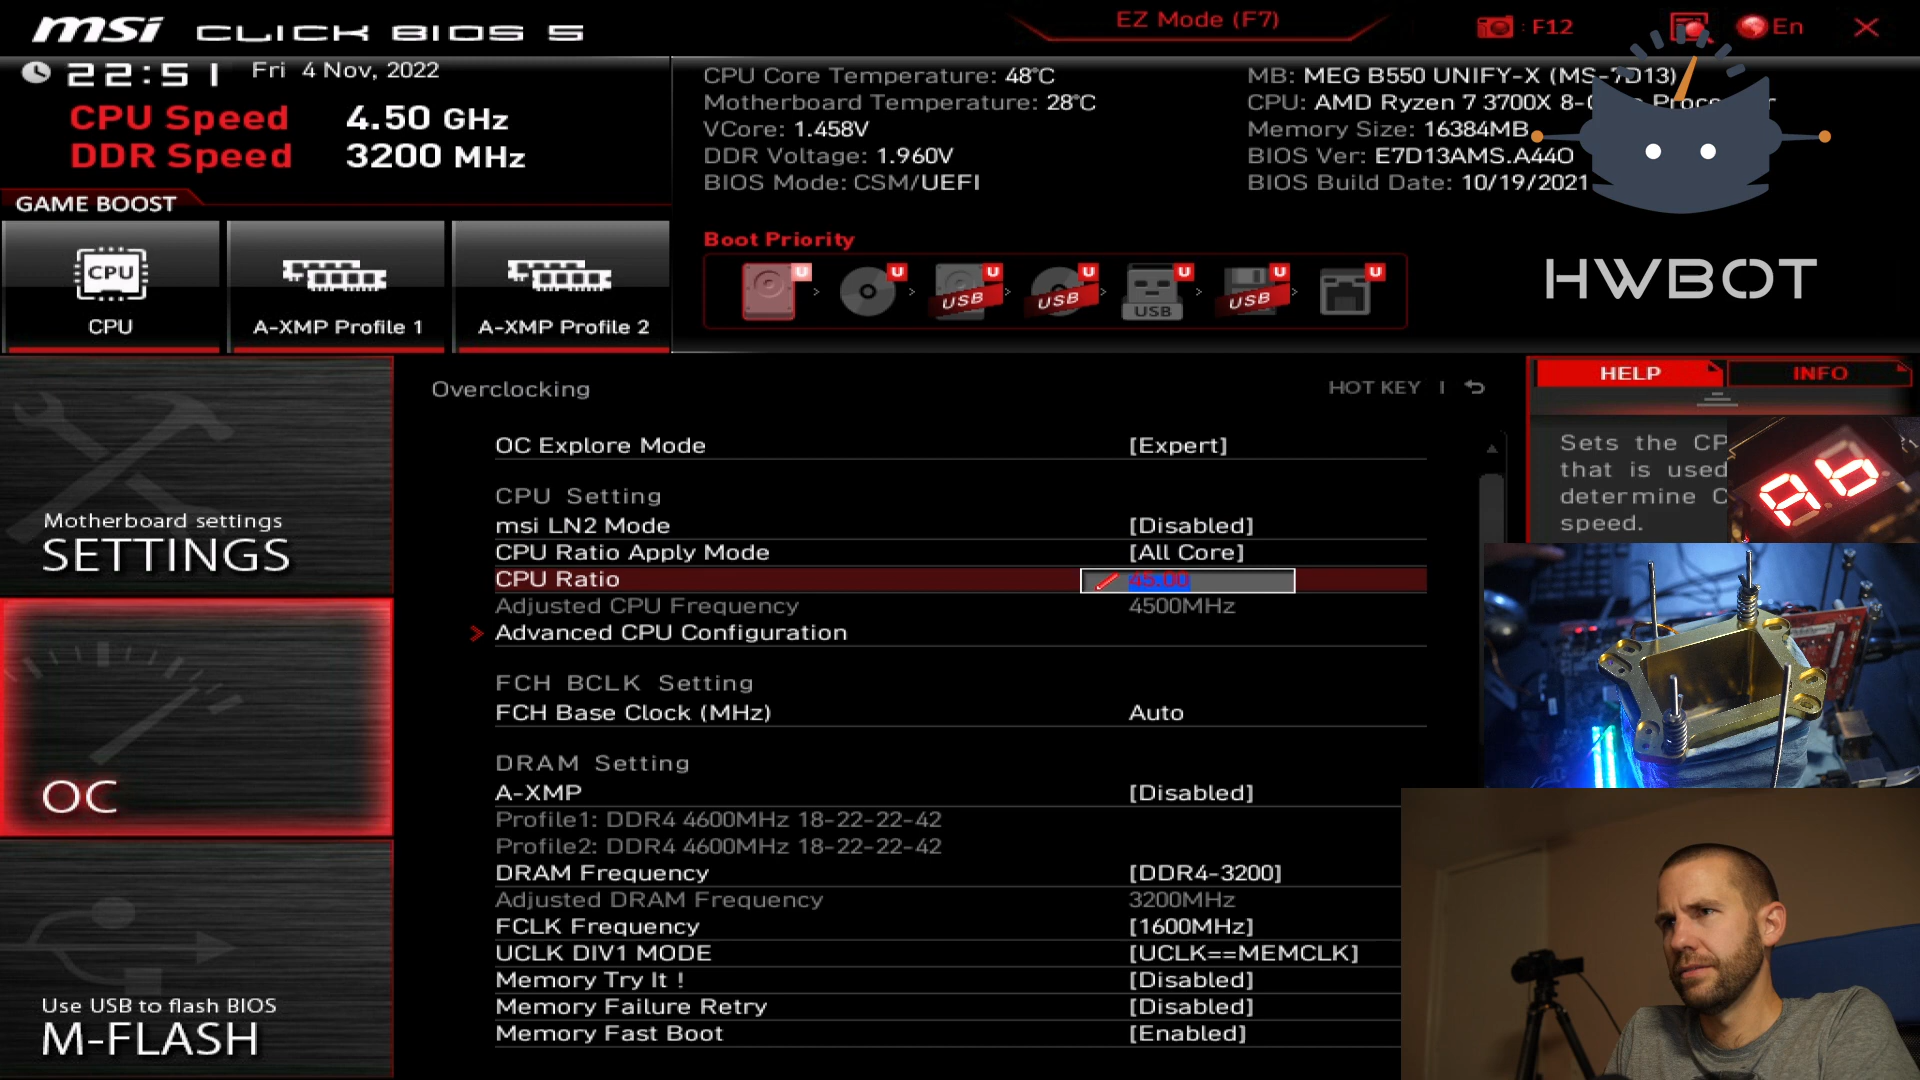 msi CLICK BIOS 5
EZ Mode (F7)
: F12
En
22:51
Fri 4 Nov, 2022
CPU Speed 4.50 GHz
DDR Speed 3200 MHz
CPU Core Temperature: 48°C
Motherboard Temperature: 28°C
VCore: 1.458V
DDR Voltage: 1.960V
BIOS Mode: CSM/UEFI
MB: MEG B550 UNIFY-X (MS-7D13)
CPU: AMD Ryzen 7 3700X
Memory Size: 16384MB
BIOS Ver: E7D13AMS.A44O
BIOS Build Date: 10/19/2021
HWBOT
GAME BOOST
CPU
CPU
A-XMP Profile 1
A-XMP Profile 2
Boot Priority
U U U U U U U
USB USB USB USB
Motherboard settings
SETTINGS
OC
Use USB to flash BIOS
M-FLASH
Overclocking
HOT KEY |
OC Explore Mode [Expert]
CPU Setting
msi LN2 Mode [Disabled]
CPU Ratio Apply Mode [All Core]
CPU Ratio 45.00
Adjusted CPU Frequency 4500MHz
> Advanced CPU Configuration
FCH BCLK Setting
FCH Base Clock (MHz) Auto
DRAM Setting
A-XMP [Disabled]
Profile1: DDR4 4600MHz 18-22-22-42
Profile2: DDR4 4600MHz 18-22-22-42
DRAM Frequency [DDR4-3200]
Adjusted DRAM Frequency 3200MHz
FCLK Frequency [1600MHz]
UCLK DIV1 MODE [UCLK==MEMCLK]
Memory Try It ! [Disabled]
Memory Failure Retry [Disabled]
Memory Fast Boot [Enabled]
HELP
INFO
Sets the
that is used
determine
speed.